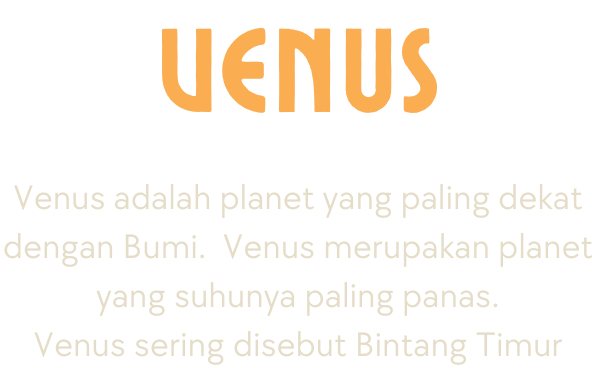 VENUS
Venus adalah planet yang paling dekat
dengan Bumi.  Venus merupakan planet
yang suhunya paling panas.
Venus sering disebut Bintang Timur